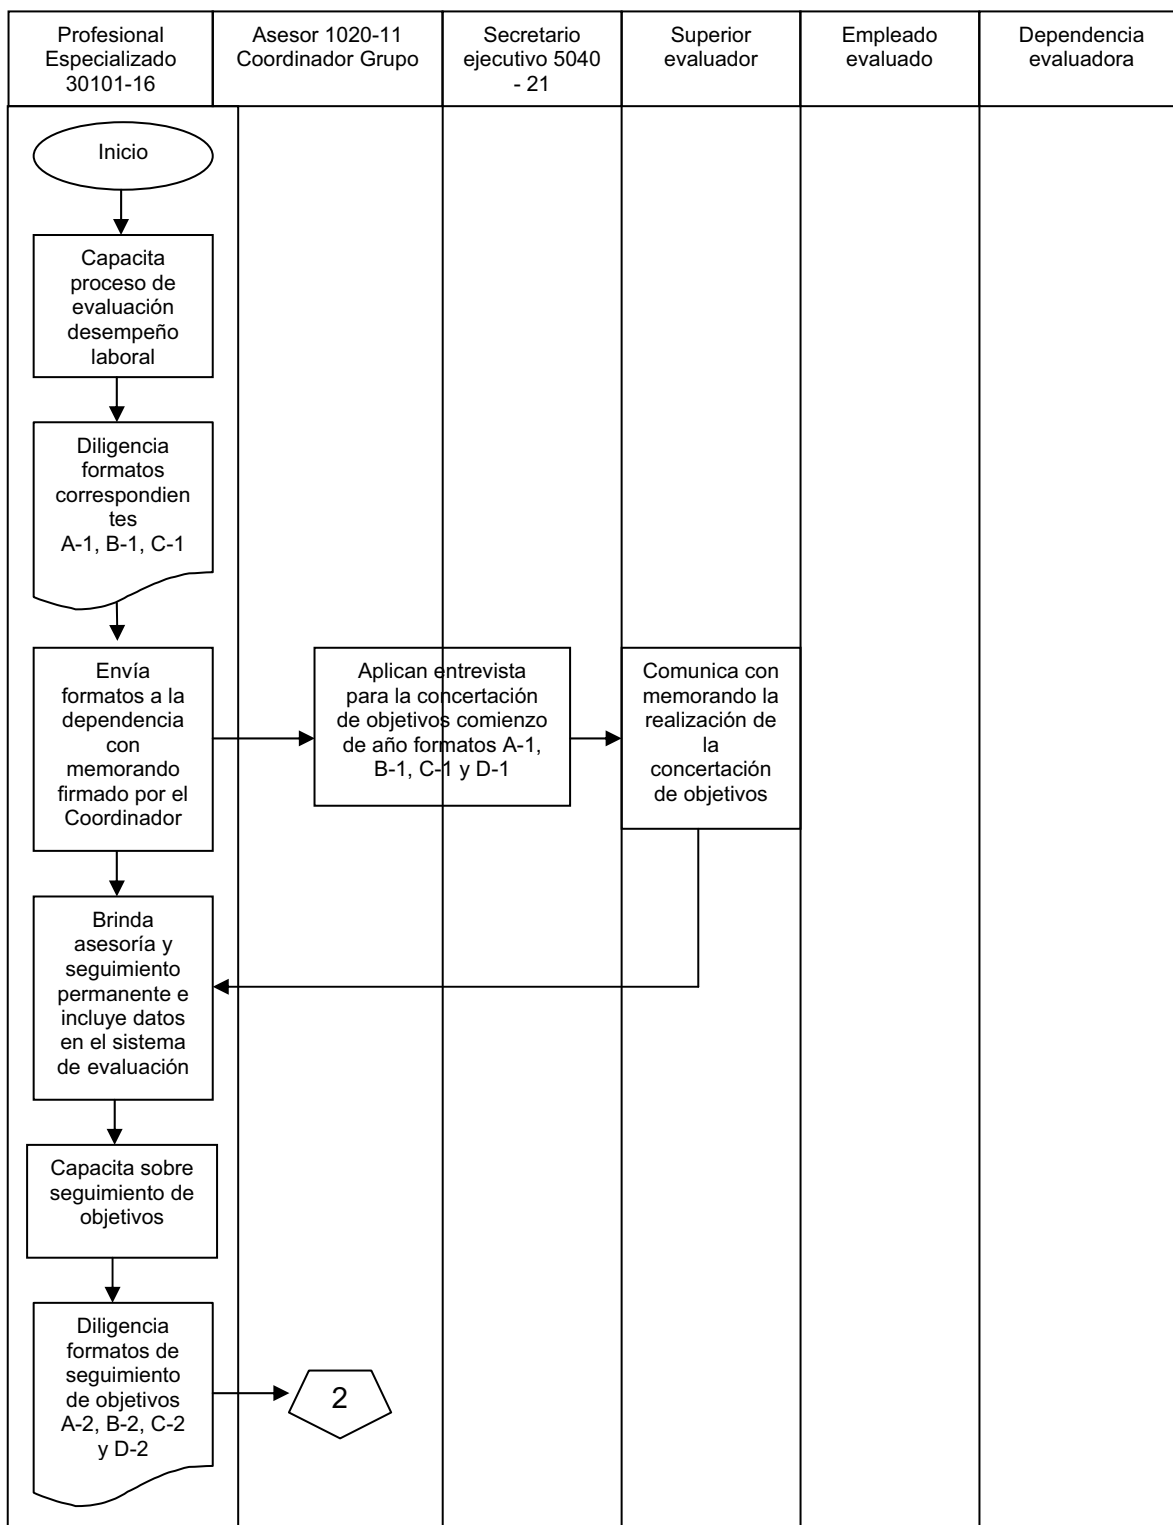 Profesional
Especializado
30101-16
Asesor 1020-11
Coordinador Grupo
Secretario
ejecutivo 5040
- 21
Superior
evaluador
Empleado
evaluado
Dependencia
evaluadora
Inicio
Capacita
proceso de
evaluación
desempeño
laboral
Diligencia
formatos
correspondien
tes
A-1, B-1, C-1
Envía
formatos a la
dependencia
con
memorando
firmado por el
Coordinador
Aplican entrevista
para la concertación
de objetivos comienzo
de año formatos A-1,
B-1, C-1 y D-1
Comunica con
memorando la
realización de
la
concertación
de objetivos
Brinda
asesoría y
seguimiento
permanente e
incluye datos
en el sistema
de evaluación
Capacita sobre
seguimiento de
objetivos
Diligencia
formatos de
seguimiento
de objetivos
A-2, B-2, C-2
y D-2
2